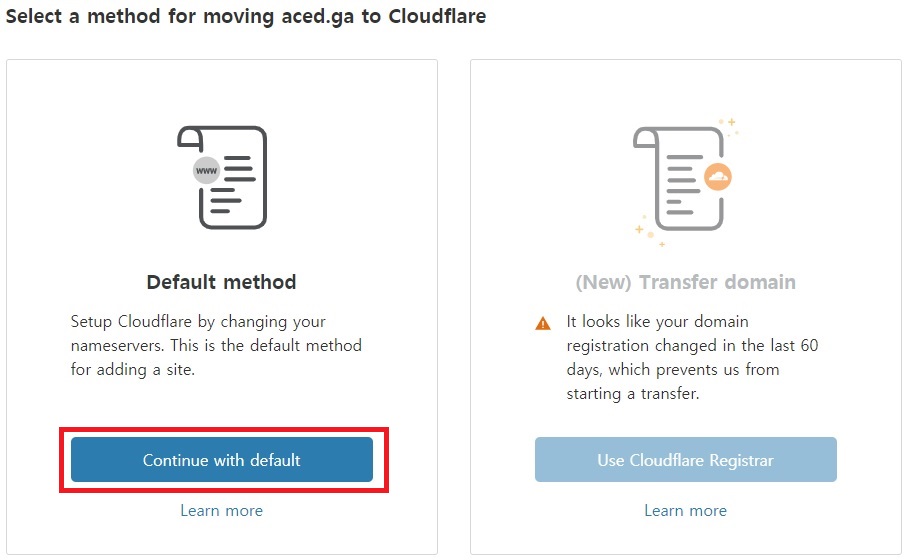 Select a method for moving aced.ga to Cloudflare
www
Default method
Setup Cloudflare by changing your
nameservers. This is the default method
for adding a site.
Continue with default
Learn more
(New) Transfer domain
It looks like your domain
registration changed in the last 60
days, which prevents us from
starting a transfer.
Use Cloudflare Registrar
Learn more